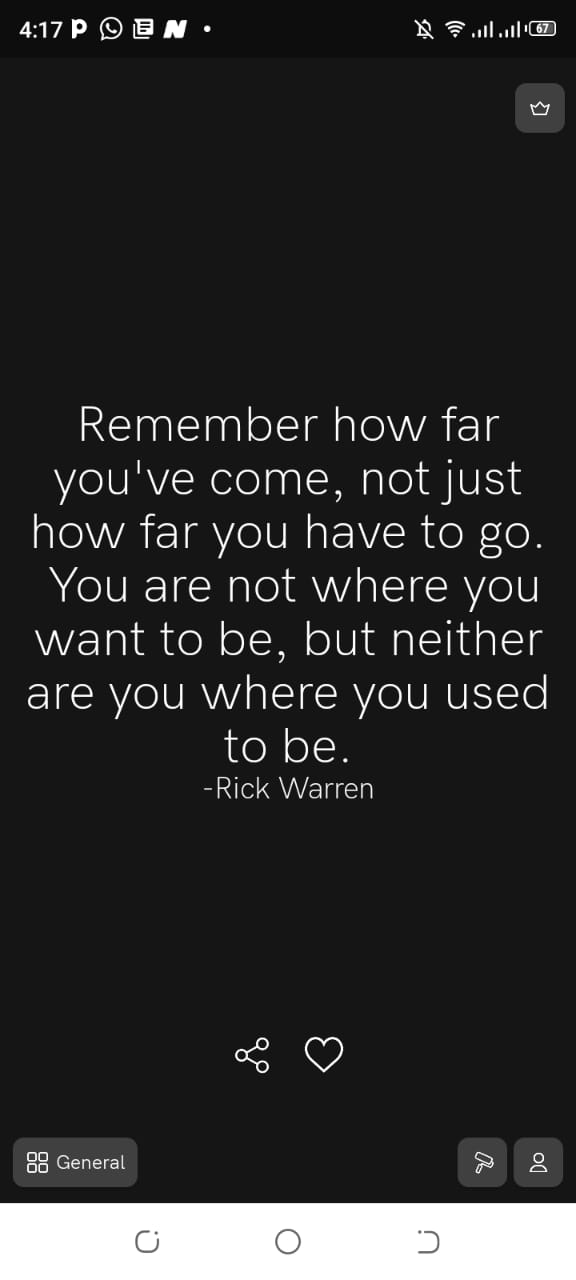 4:17
67
Remember how far
you've come, not just
how far you have to go.
You are not where you
want to be, but neither
are you where you used
to be.
-Rick Warren
General